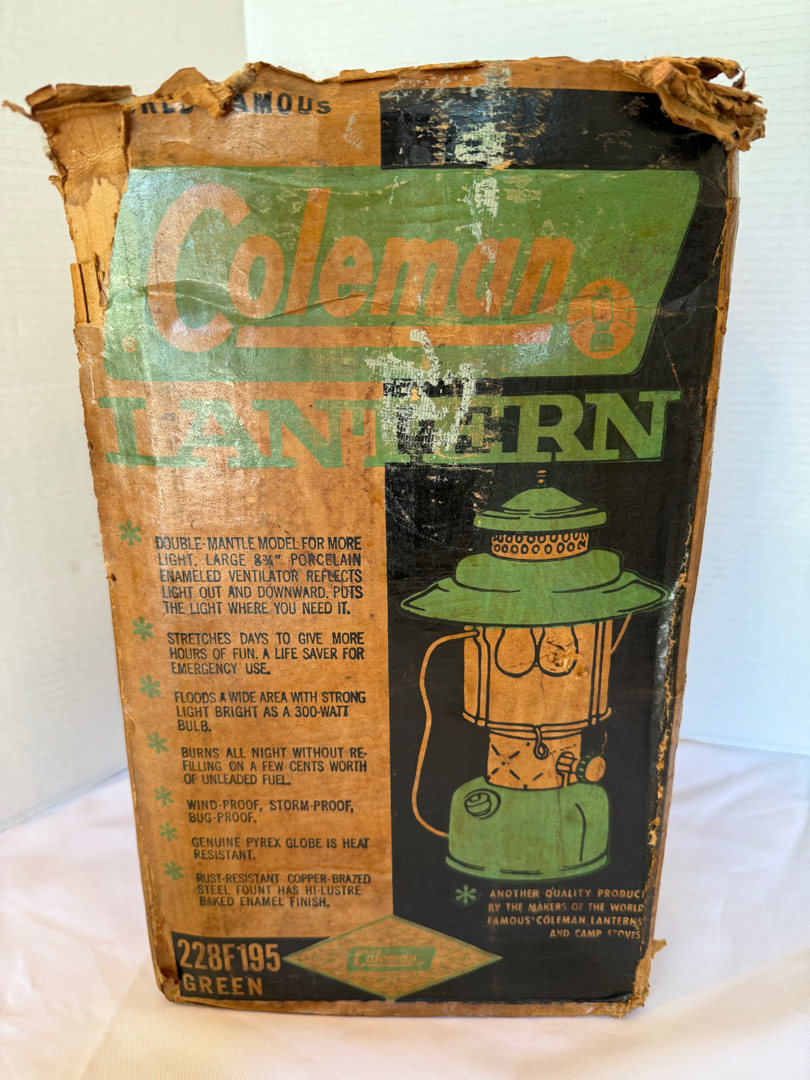 AMOUS
Coleman
LANTERN
DOUBLE-MANTLE MODEL FOR MORE
LIGHT. LARGE 8¾" PORCELAIN
ENAMELED VENTILATOR REFLECTS
LIGHT OUT AND DOWNWARD. PUTS
THE LIGHT WHERE YOU NEED IT.
STRETCHES DAYS TO GIVE MORE
HOURS OF FUN. A LIFE SAVER FOR
EMERGENCY USE.
FLOODS A WIDE AREA WITH STRONG
LIGHT BRIGHT AS A 300-WATT
BULB.
BURNS ALL NIGHT WITHOUT RE-
FILLING ON A FEW CENTS WORTH
OF UNLEADED FUEL.
WIND-PROOF, STORM-PROOF,
BUG-PROOF.
GENUINE PYREX GLOBE IS HEAT
RESISTANT.
RUST-RESISTANT COPPER-BRAZED
STEEL FOUNT HAS HI-LUSTRE
BAKED ENAMEL FINISH.
ANOTHER QUALITY PRODUCT
BY THE MAKERS OF THE WORLD
FAMOUS COLEMAN LANTERNS
AND CAMP STOVES
228F195
GREEN
Coleman